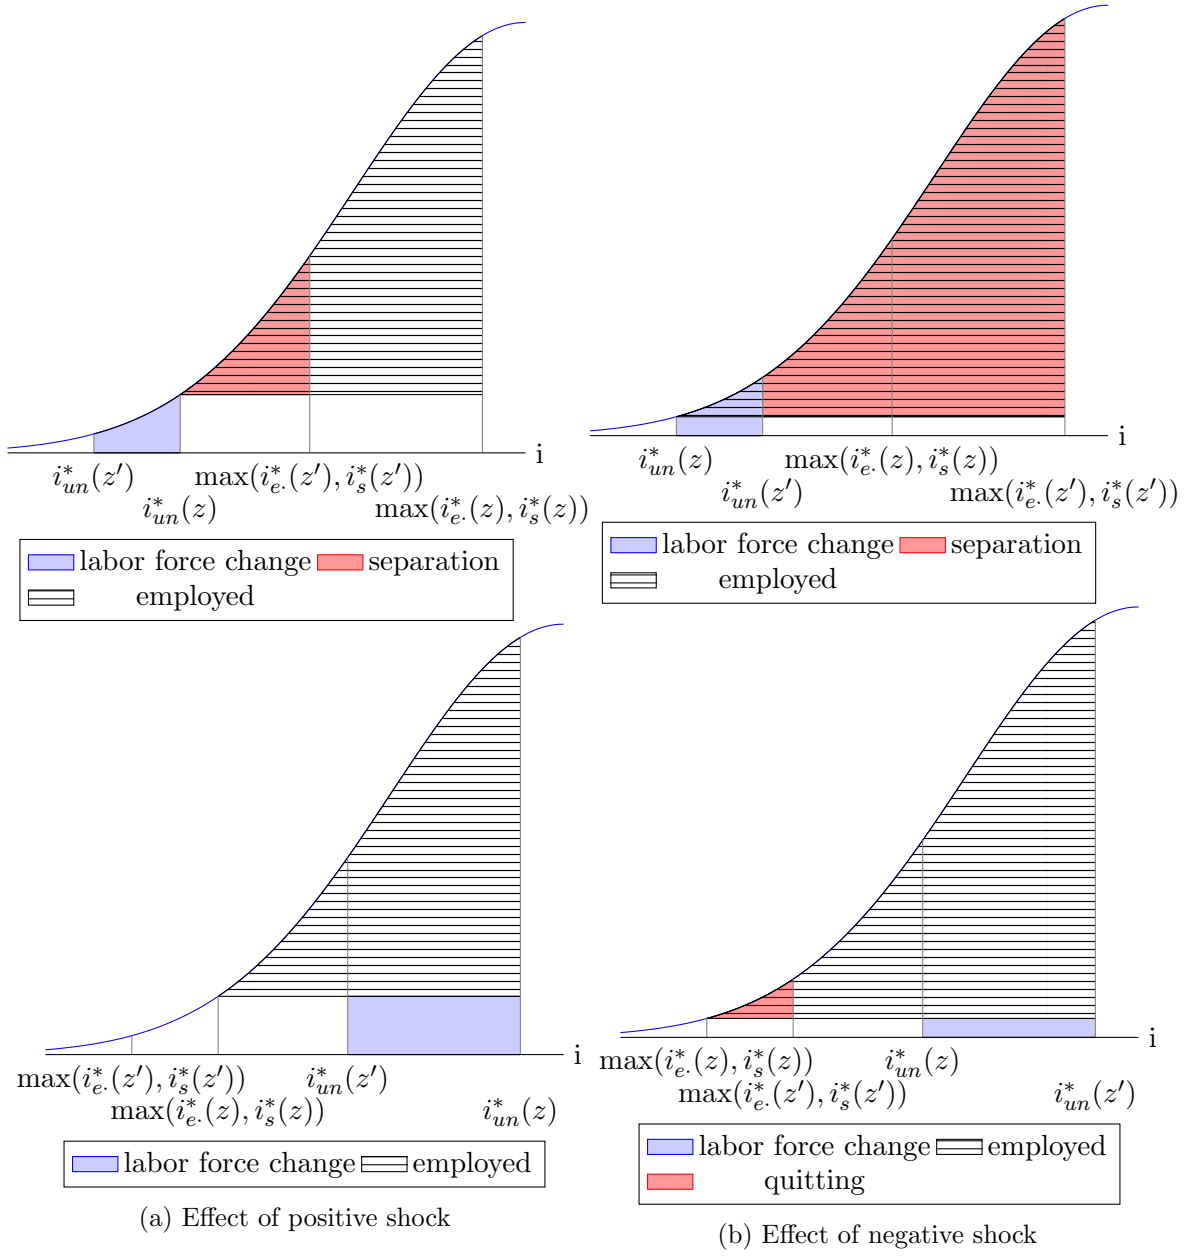 i
i*_un(z′)
max(i*_e.(z′), i*_s(z′))
i*_un(z)
max(i*_e.(z), i*_s(z))
labor force change separation
employed
i
i*_un(z)
max(i*_e.(z), i*_s(z))
i*_un(z′)
max(i*_e.(z′), i*_s(z′))
labor force change separation
employed
i
max(i*_e.(z′), i*_s(z′))
i*_un(z′)
max(i*_e.(z), i*_s(z))
i*_un(z)
labor force change employed
(a) Effect of positive shock
i
max(i*_e.(z), i*_s(z))
i*_un(z)
max(i*_e.(z′), i*_s(z′))
i*_un(z′)
labor force change employed
quitting
(b) Effect of negative shock